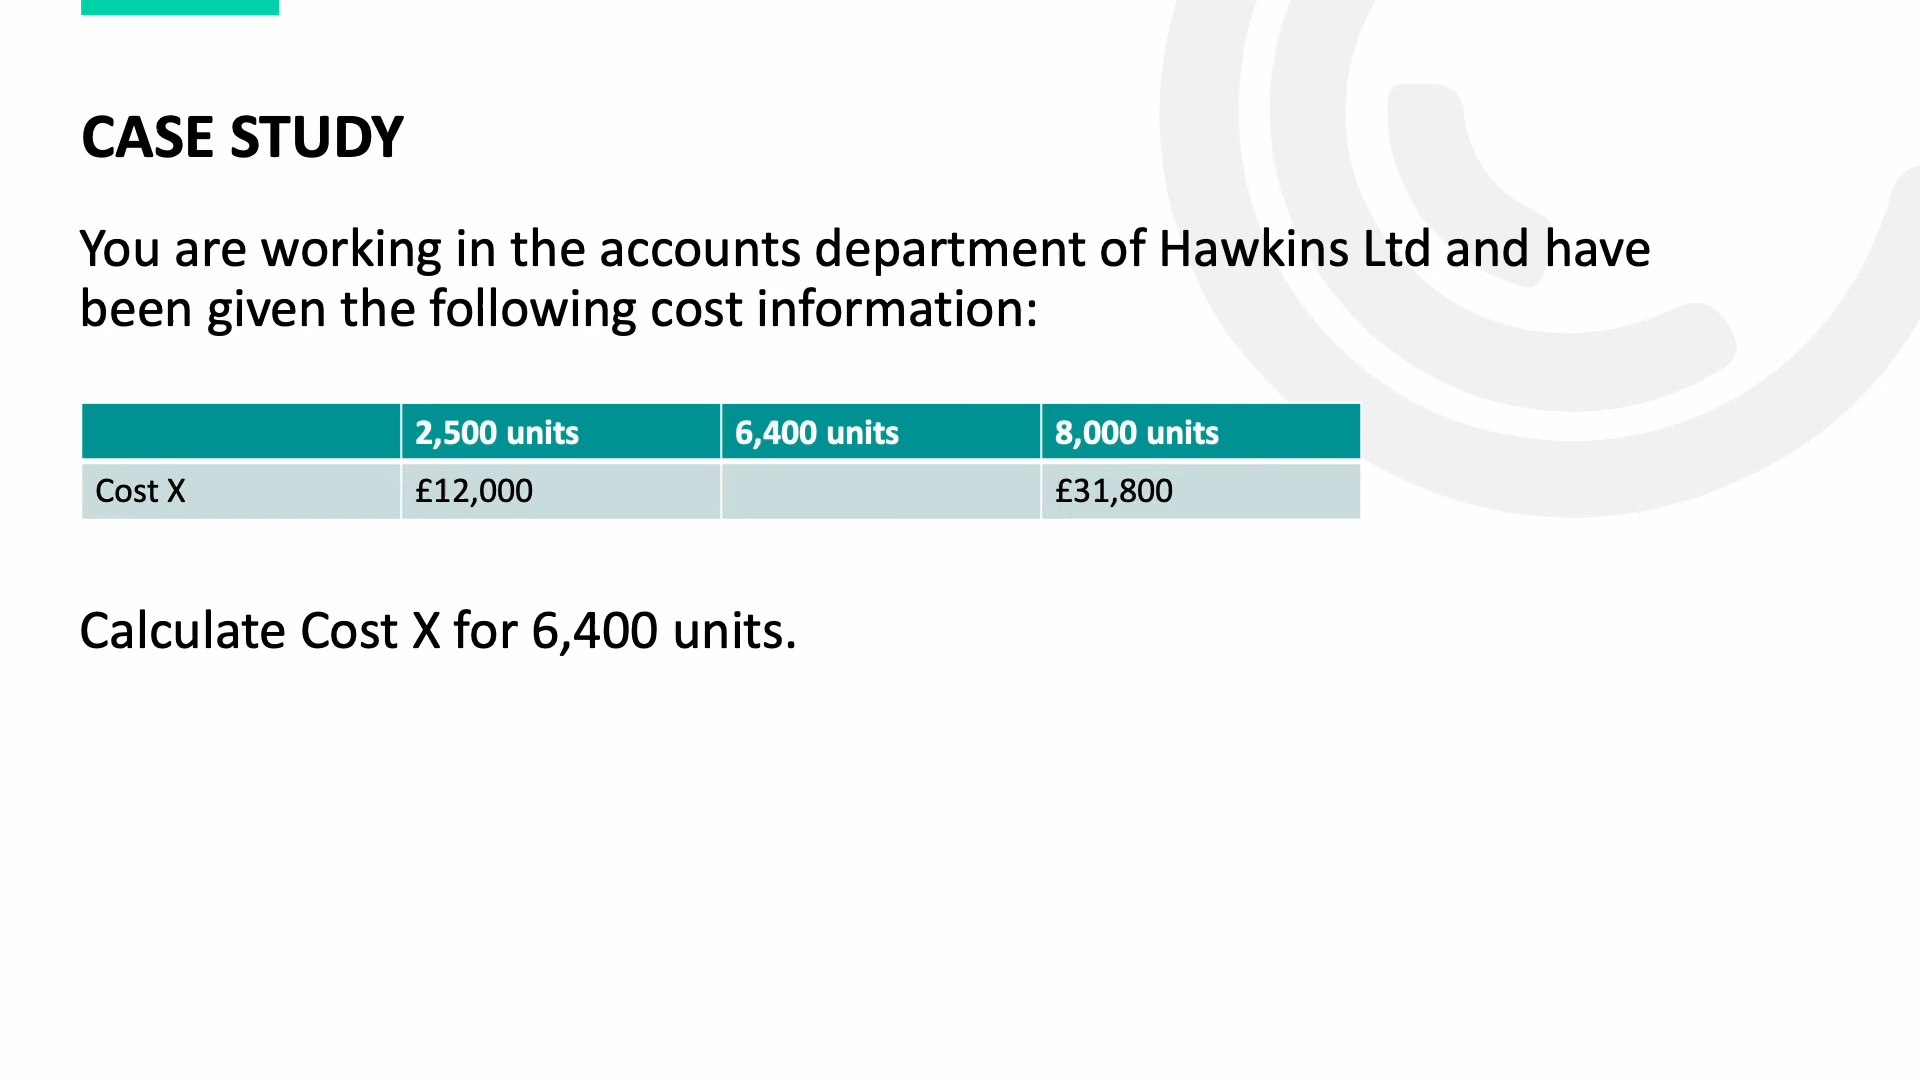 CASE STUDY
You are working in the accounts department of Hawkins Ltd and have
been given the following cost information:
2,500 units 6,400 units 8,000 units
Cost X £12,000 £31,800
Calculate Cost X for 6,400 units.